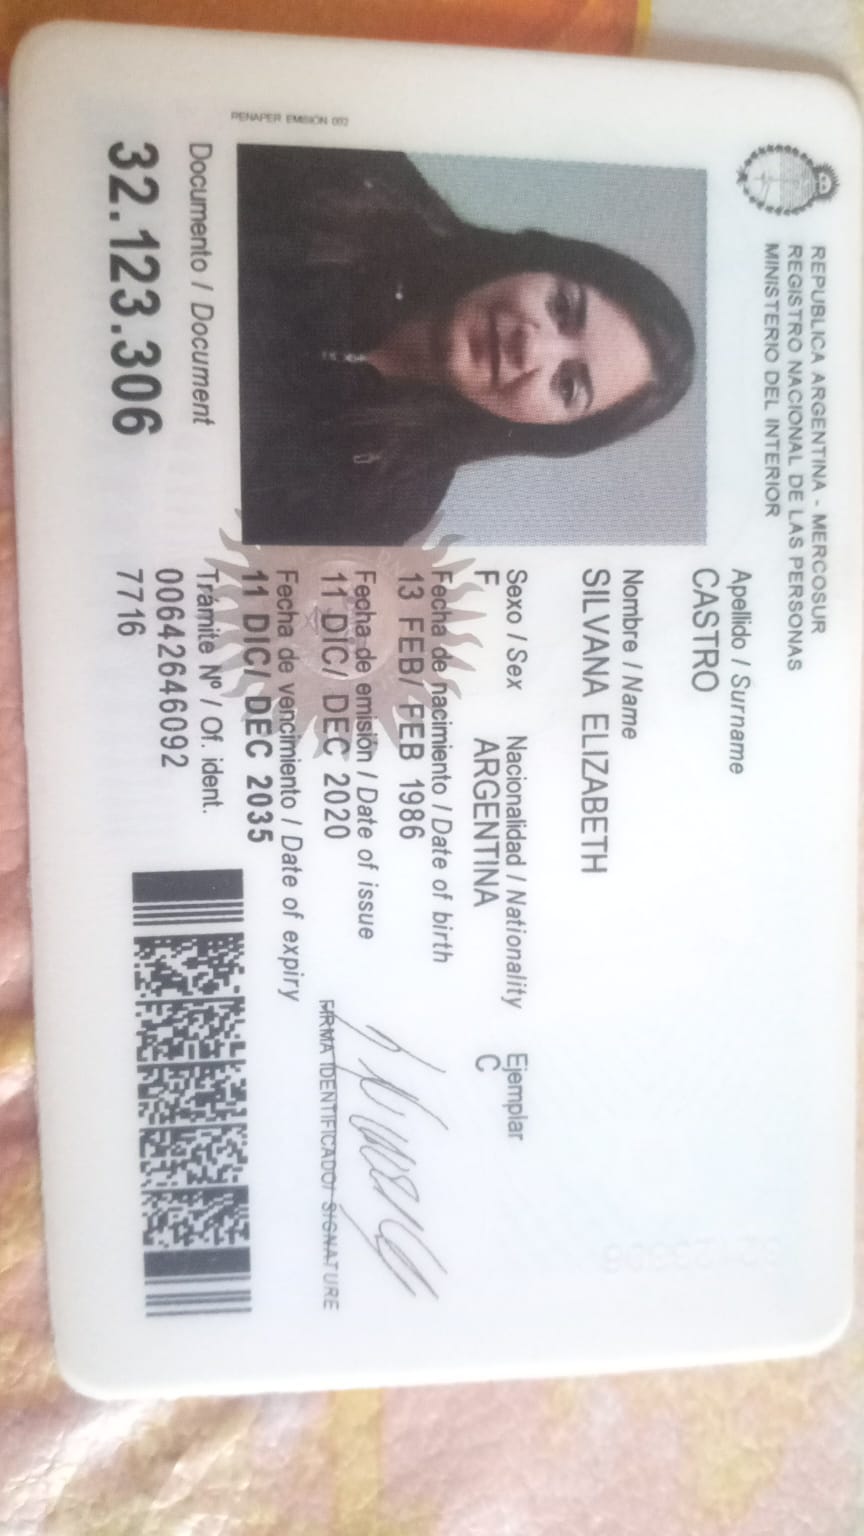 REPUBLICA ARGENTINA - MERCOSUR
REGISTRO NACIONAL DE LAS PERSONAS
MINISTERIO DEL INTERIOR
Apellido / Surname
CASTRO
Nombre / Name
SILVANA ELIZABETH
Sexo / Sex Nacionalidad / Nationality Ejemplar
F ARGENTINA C
Fecha de nacimiento / Date of birth
13 FEB/ FEB 1986
Fecha de emisión / Date of issue
11 DIC/ DEC 2020
Fecha de vencimiento / Date of expiry
11 DIC/ DEC 2035
FIRMA IDENTIFICADO/ SIGNATURE
Trámite Nº / Of. ident.
00642646092
7716
Documento / Document
32.123.306
RENAPER EMISIÓN 002